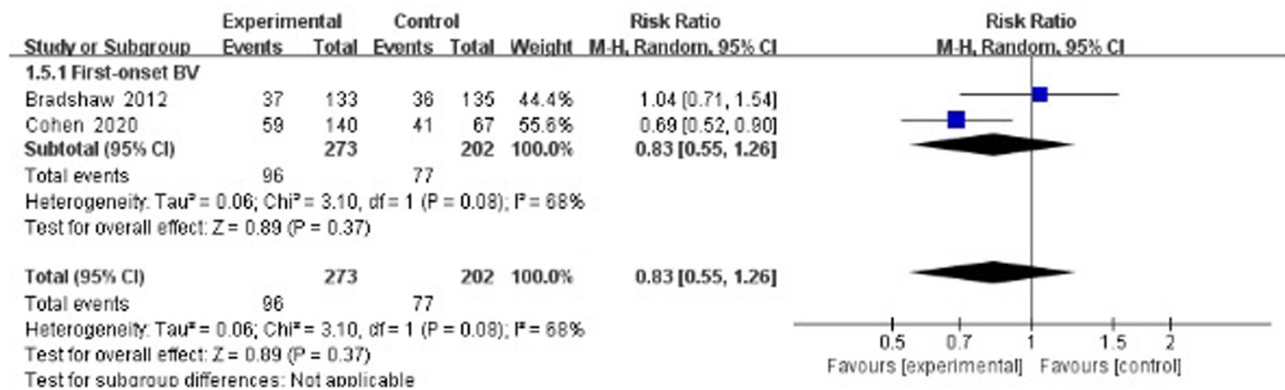 Experimental Control Risk Ratio Risk Ratio
Study or Subgroup Events Total Events Total Weight M-H, Random, 95% CI M-H, Random, 95% CI
1.5.1 First-onset BV
Bradshaw 2012 37 133 36 135 44.4% 1.04 [0.71, 1.54]
Cohen 2020 59 140 41 67 55.6% 0.69 [0.52, 0.90]
Subtotal (95% CI) 273 202 100.0% 0.83 [0.55, 1.26]
Total events 96 77
Heterogeneity: Tau² = 0.06; Chi² = 3.10, df = 1 (P = 0.08); I² = 68%
Test for overall effect: Z = 0.89 (P = 0.37)
Total (95% CI) 273 202 100.0% 0.83 [0.55, 1.26]
Total events 96 77
Heterogeneity: Tau² = 0.06; Chi² = 3.10, df = 1 (P = 0.08); I² = 68%
Test for overall effect: Z = 0.89 (P = 0.37)
Test for subgroup differences: Not applicable
0.5 0.7 1 1.5 2
Favours [experimental] Favours [control]